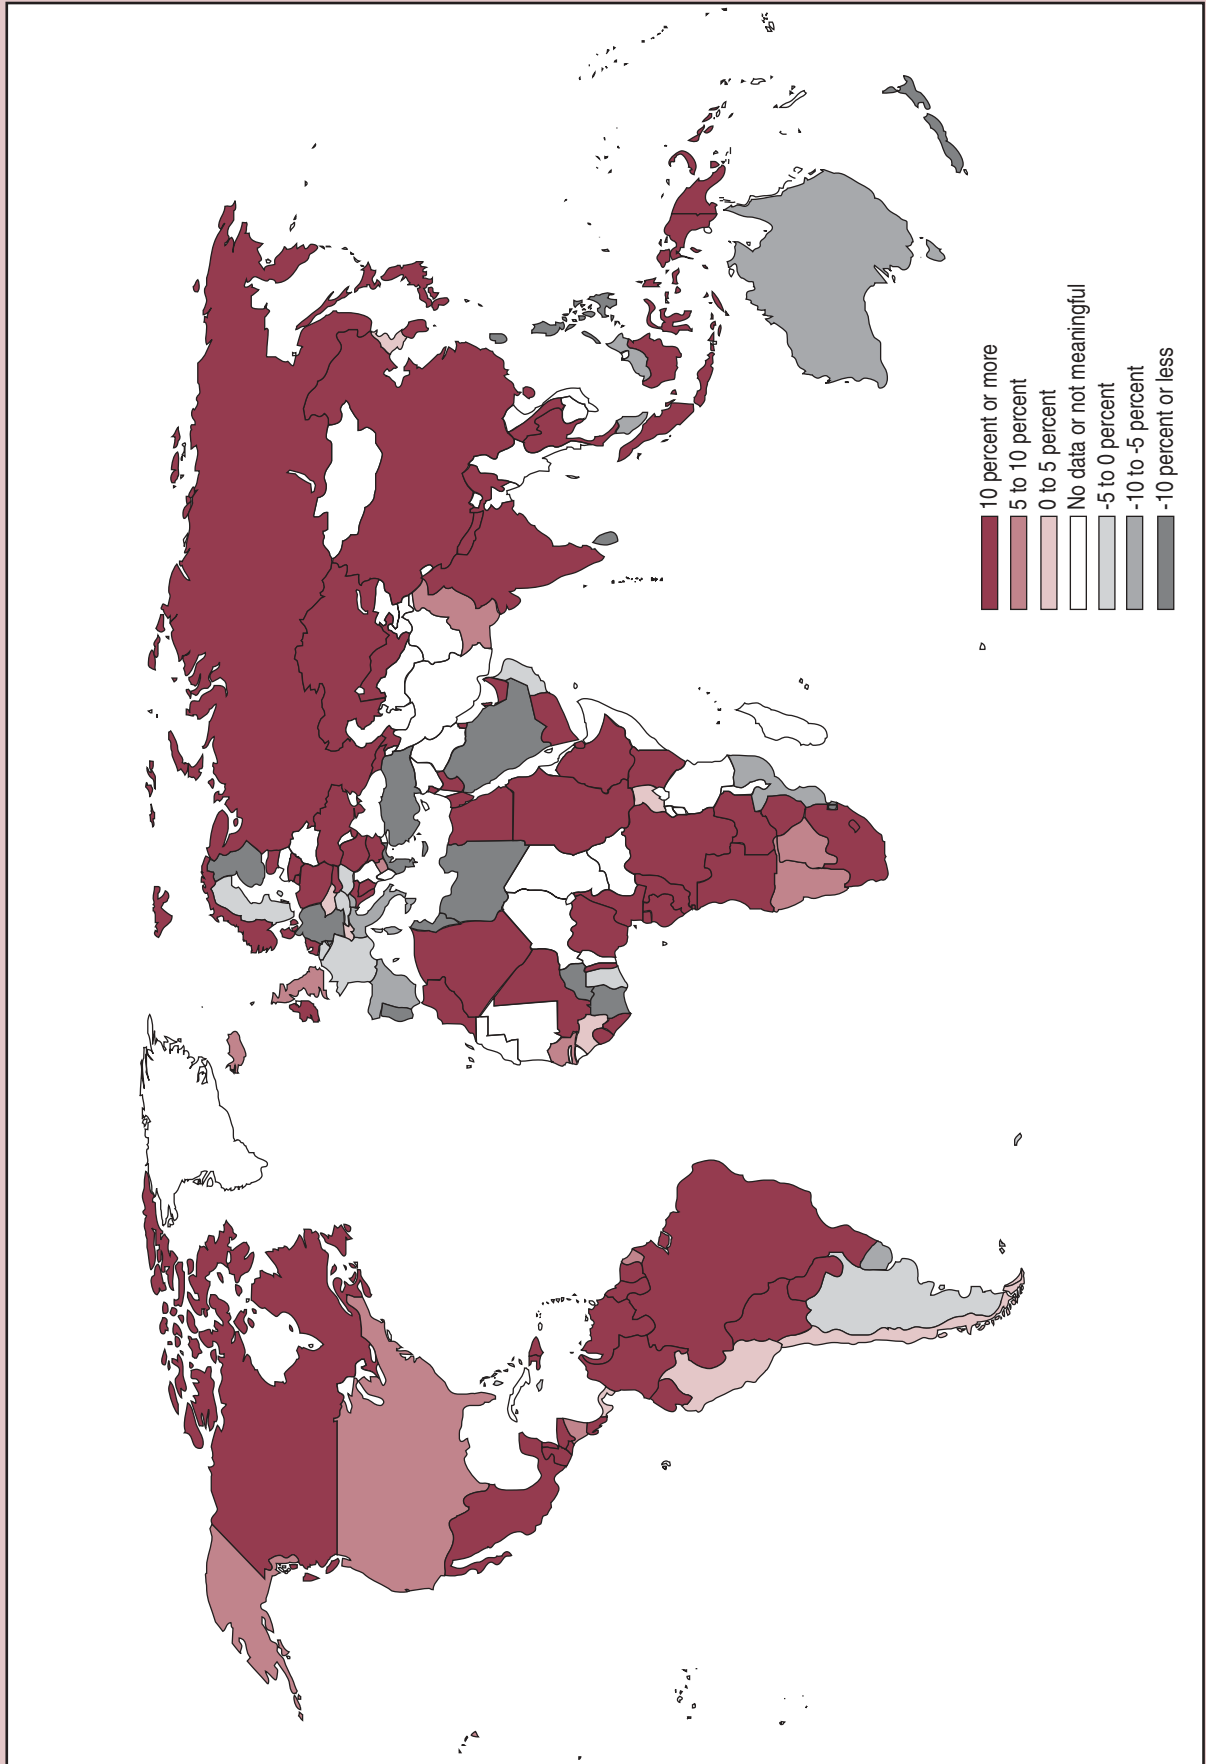 10 percent or more
5 to 10 percent
0 to 5 percent
No data or not meaningful
-5 to 0 percent
-10 to -5 percent
-10 percent or less